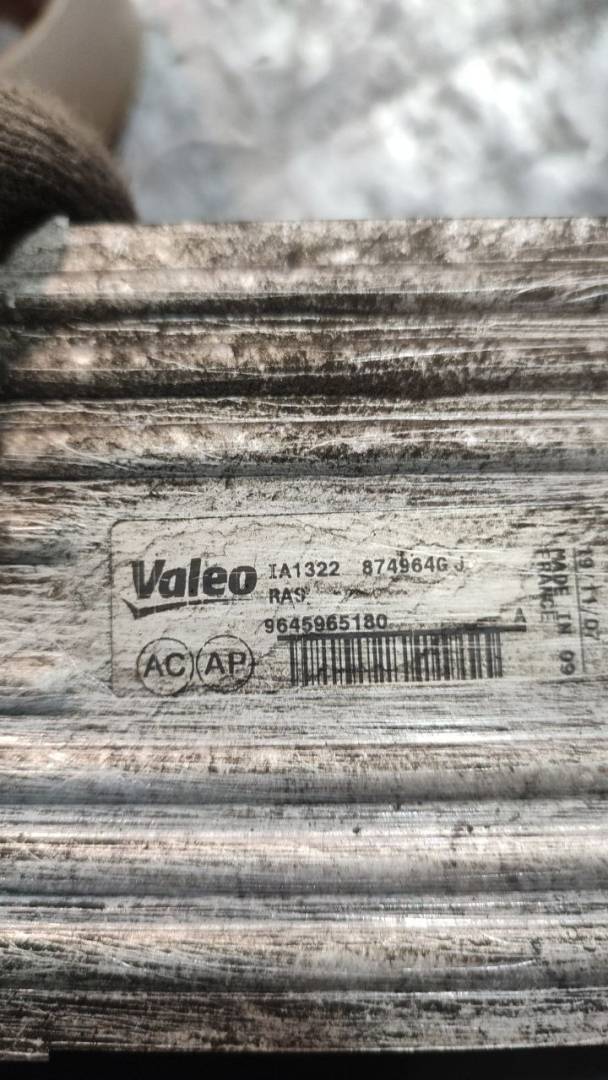 Valeo
IA1322 874964G J
RAS
9645965180
A
AC AP
19/11/07
MADE IN 09
FRANCE